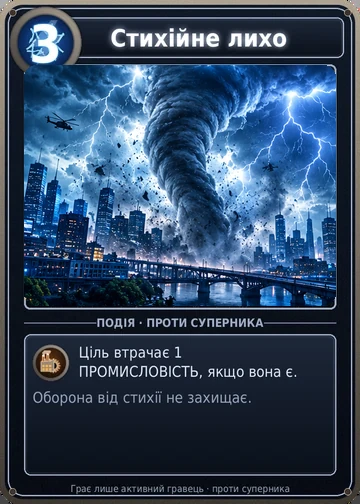 3
Стихійне лихо
ПОДІЯ · ПРОТИ СУПЕРНИКА
Ціль втрачає 1
ПРОМИСЛОВІСТЬ, якщо вона є.
Оборона від стихії не захищає.
Грає лише активний гравець · проти суперника